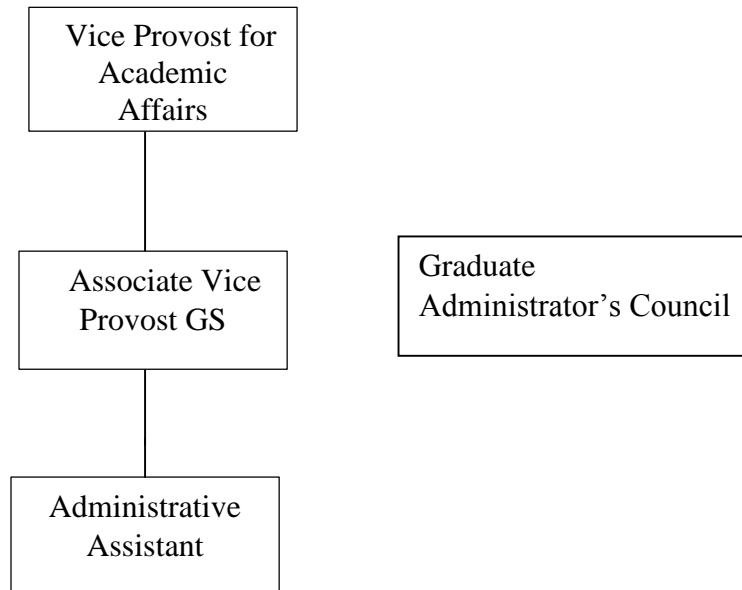 Vice Provost for
Academic
Affairs
Associate Vice
Provost GS
Graduate
Administrator’s Council
Administrative
Assistant